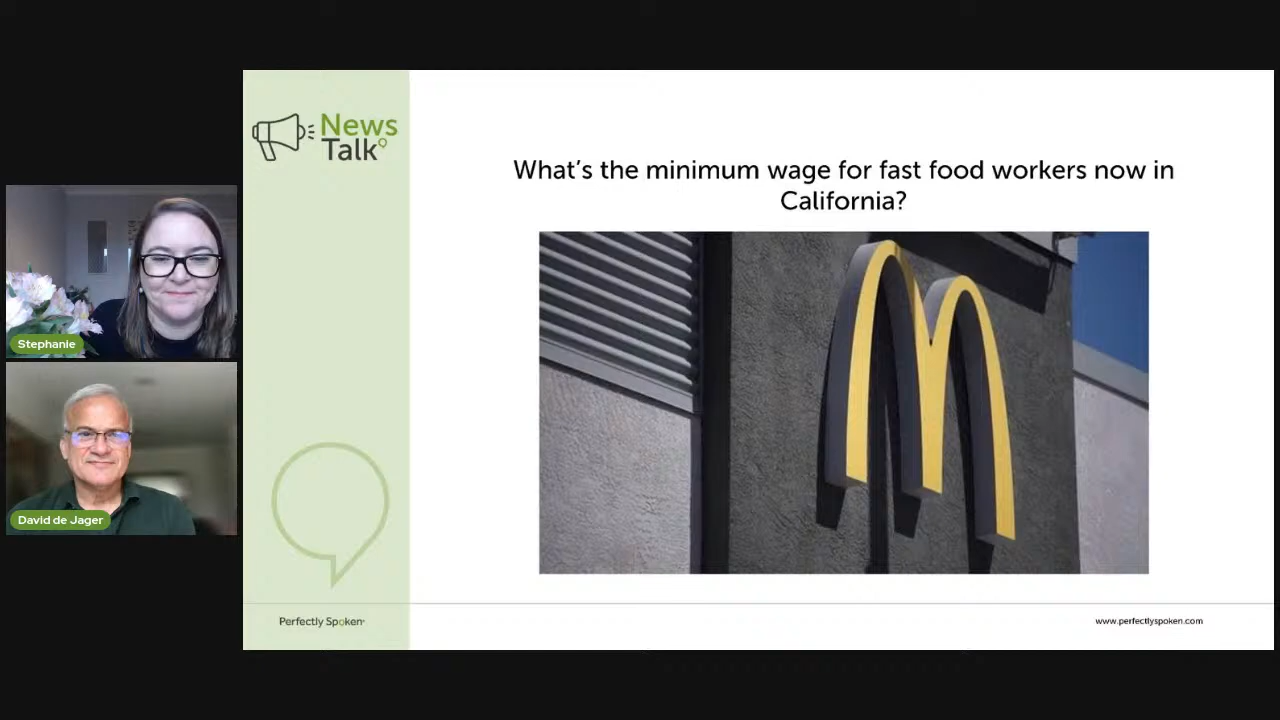 News
Talk
What's the minimum wage for fast food workers now in
California?
Stephanie
David de Jager
Perfectly Spoken
www.perfectlyspoken.com